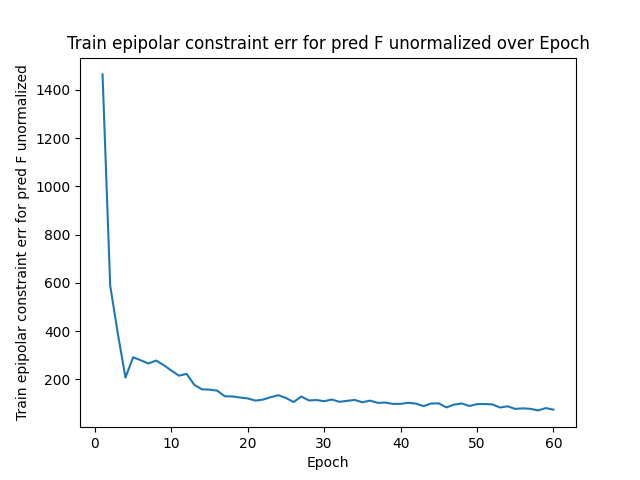 Train epipolar constraint err for pred F unormalized over Epoch
Train epipolar constraint err for pred F unormalized
1400
1200
1000
800
600
400
200
0 10 20 30 40 50 60
Epoch